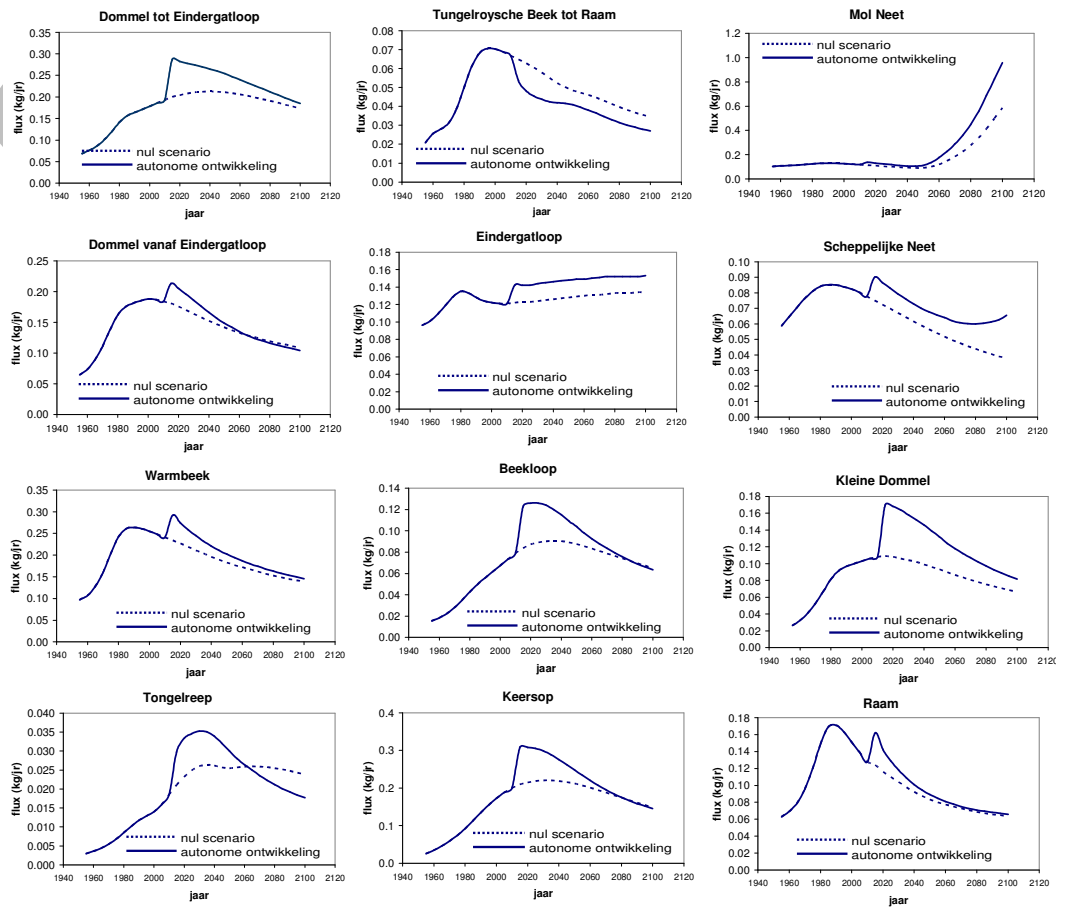 Dommel tot Eindergatloop
flux (kg/jr)
0.35
0.30
0.25
0.20
0.15
0.10
0.05
0.00
nul scenario
autonome ontwikkeling
1940 1960 1980 2000 2020 2040 2060 2080 2100 2120
jaar
Tungelroysche Beek tot Raam
flux (kg/jr)
0.08
0.07
0.06
0.05
0.04
0.03
0.02
0.01
0.00
nul scenario
autonome ontwikkeling
1940 1960 1980 2000 2020 2040 2060 2080 2100 2120
jaar
Mol Neet
flux (kg/jr)
1.2
1.0
0.8
0.6
0.4
0.2
0.0
nul scenario
autonome ontwikkeling
1940 1960 1980 2000 2020 2040 2060 2080 2100 2120
jaar
Dommel vanaf Eindergatloop
flux (kg/jr)
0.25
0.20
0.15
0.10
0.05
0.00
nul scenario
autonome ontwikkeling
1940 1960 1980 2000 2020 2040 2060 2080 2100 2120
jaar
Eindergatloop
flux (kg/jr)
0.18
0.16
0.14
0.12
0.10
0.08
0.06
0.04
0.02
0.00
nul scenario
autonome ontwikkeling
1940 1960 1980 2000 2020 2040 2060 2080 2100 2120
jaar
Scheppelijke Neet
flux (kg/jr)
0.10
0.09
0.08
0.07
0.06
0.05
0.04
0.03
0.02
0.01
0.00
nul scenario
autonome ontwikkeling
1940 1960 1980 2000 2020 2040 2060 2080 2100 2120
jaar
Warmbeek
flux (kg/jr)
0.35
0.30
0.25
0.20
0.15
0.10
0.05
0.00
nul scenario
autonome ontwikkeling
1940 1960 1980 2000 2020 2040 2060 2080 2100 2120
jaar
Beekloop
flux (kg/jr)
0.14
0.12
0.10
0.08
0.06
0.04
0.02
0.00
nul scenario
autonome ontwikkeling
1940 1960 1980 2000 2020 2040 2060 2080 2100 2120
jaar
Kleine Dommel
flux (kg/jr)
0.18
0.16
0.14
0.12
0.10
0.08
0.06
0.04
0.02
0.00
nul scenario
autonome ontwikkeling
1940 1960 1980 2000 2020 2040 2060 2080 2100
jaar
Tongelreep
flux (kg/jr)
0.040
0.035
0.030
0.025
0.020
0.015
0.010
0.005
0.000
nul scenario
autonome ontwikkeling
1940 1960 1980 2000 2020 2040 2060 2080 2100 2120
jaar
Keersop
flux (kg/jr)
0.4
0.3
0.2
0.1
0.0
nul scenario
autonome ontwikkeling
1940 1960 1980 2000 2020 2040 2060 2080 2100 2120
jaar
Raam
flux (kg/jr)
0.18
0.16
0.14
0.12
0.10
0.08
0.06
0.04
0.02
0.00
nul scenario
autonome ontwikkeling
1940 1960 1980 2000 2020 2040 2060 2080 2100 2120
jaar